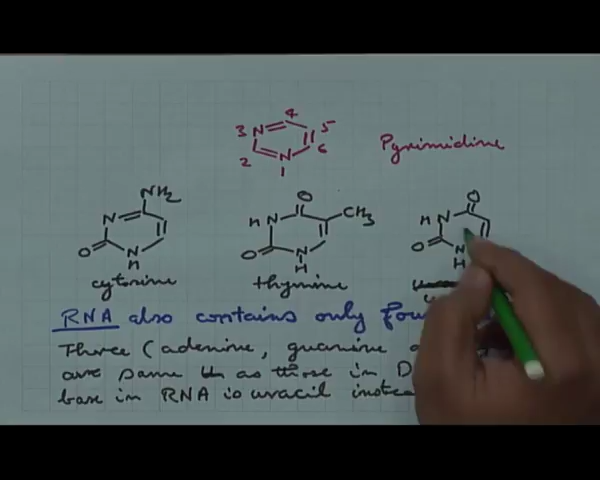 4
3 N 5
2 N 6
1
Pyrimidine
NH2 O O
N H N CH3 H N
O N O N O N
H H H
cytosine thymine
RNA also contains only four
Three (adenine, guanine
are same as those in D
base in RNA is uracil instea